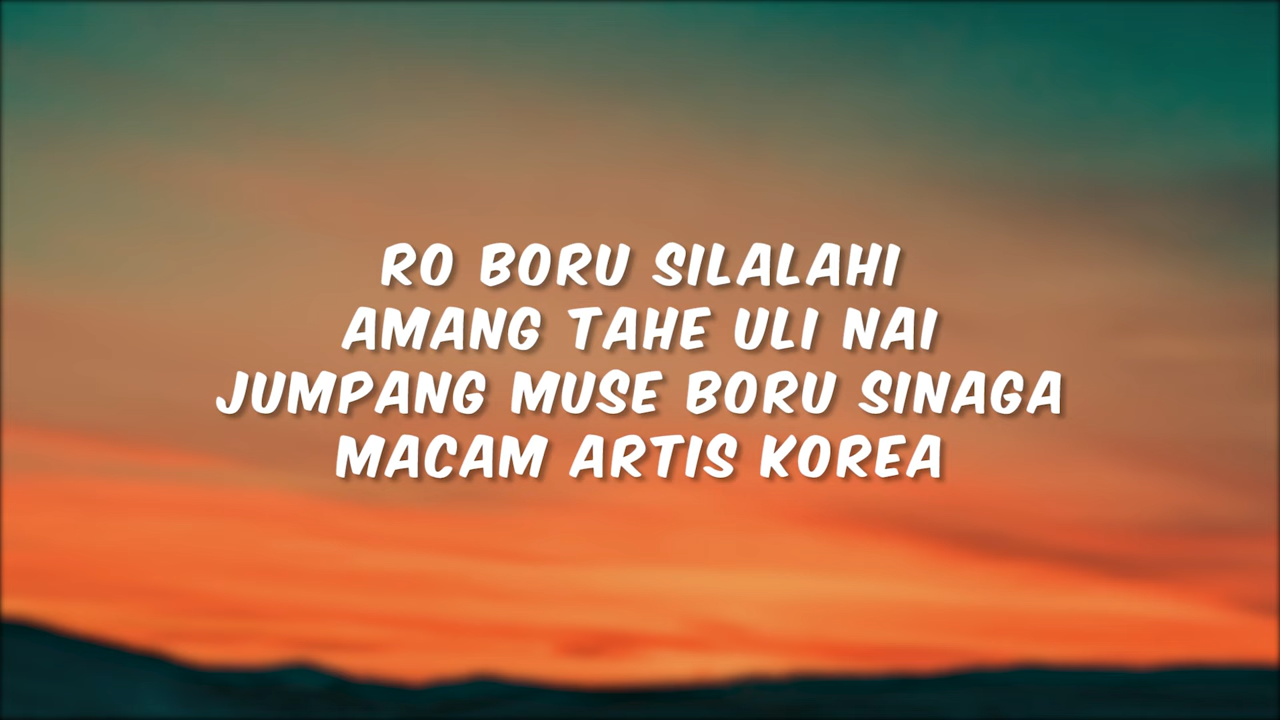 RO BORU SILALAHI
AMANG TAHE ULI NAI
JUMPANG MUSE BORU SINAGA
MACAM ARTIS KOREA